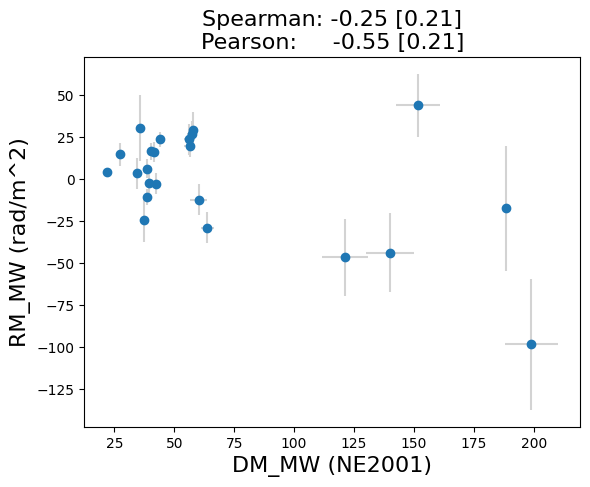 Spearman: -0.25 [0.21]
Pearson: -0.55 [0.21]
RM_MW (rad/m^2)
50
25
0
−25
−50
−75
−100
−125
25 50 75 100 125 150 175 200
DM_MW (NE2001)